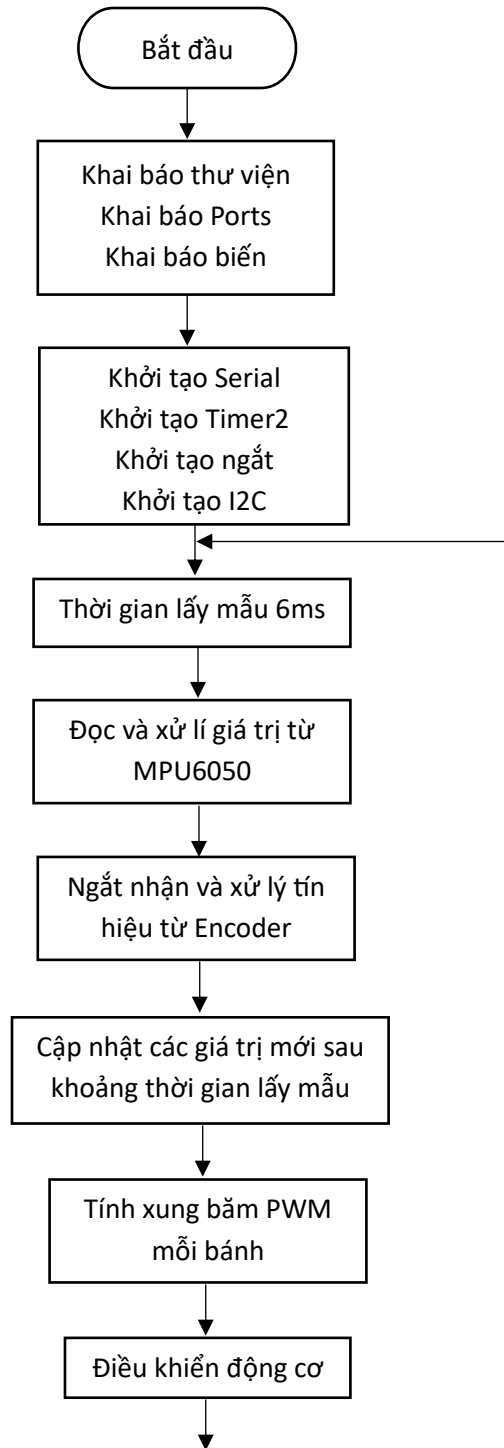 Bắt đầu
Khai báo thư viện
Khai báo Ports
Khai báo biến
Khởi tạo Serial
Khởi tạo Timer2
Khởi tạo ngắt
Khởi tạo I2C
Thời gian lấy mẫu 6ms
Đọc và xử lí giá trị từ
MPU6050
Ngắt nhận và xử lý tín
hiệu từ Encoder
Cập nhật các giá trị mới sau
khoảng thời gian lấy mẫu
Tính xung băm PWM
mỗi bánh
Điều khiển động cơ